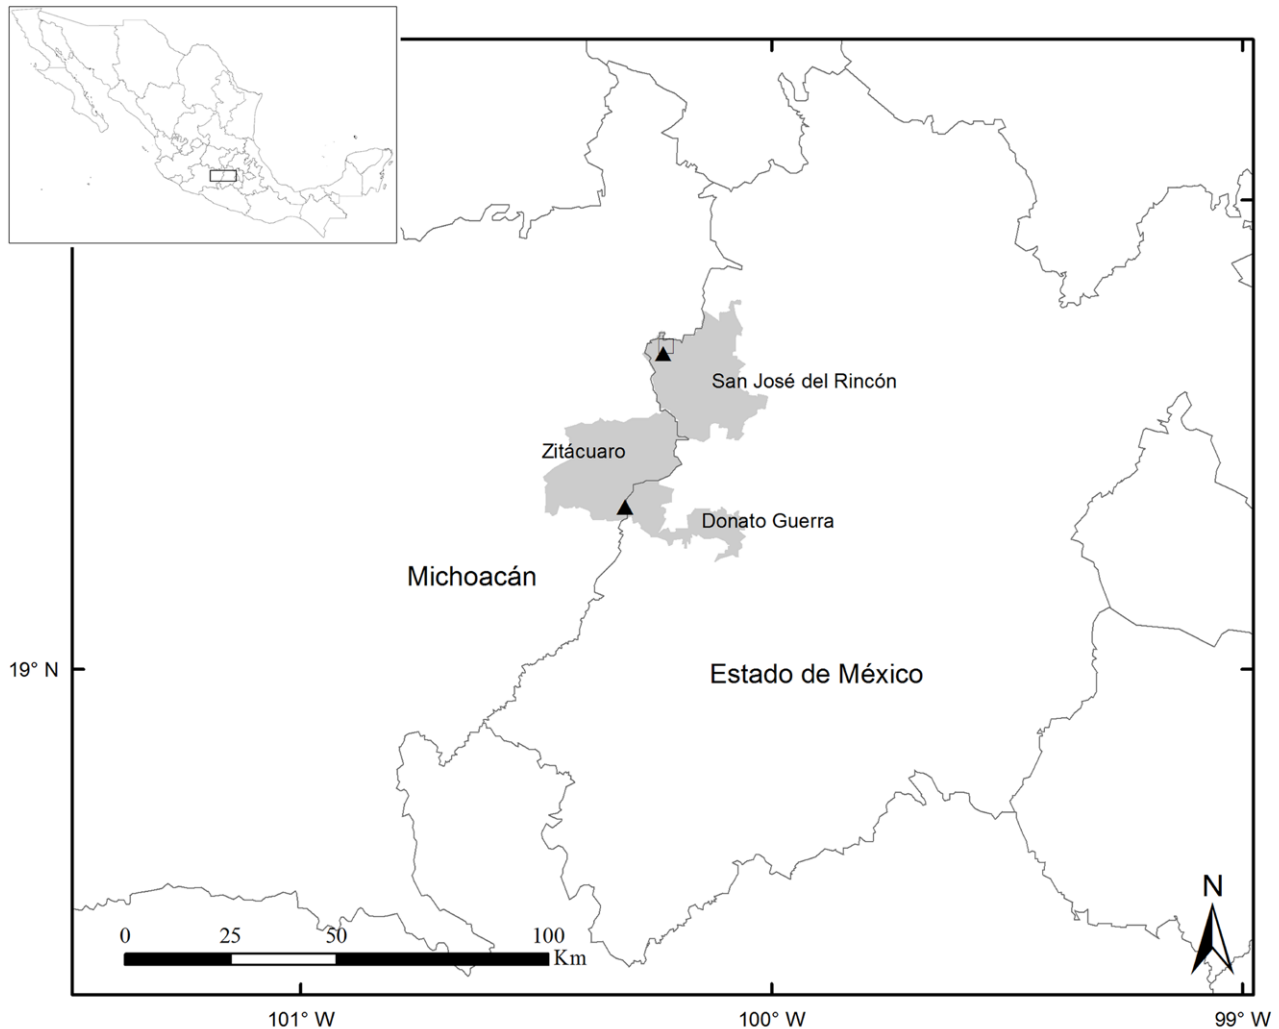 San José del Rincón
Zitácuaro
Donato Guerra
Michoacán
19° N
Estado de México
N
0 25 50 100
Km
101° W 100° W 99° W